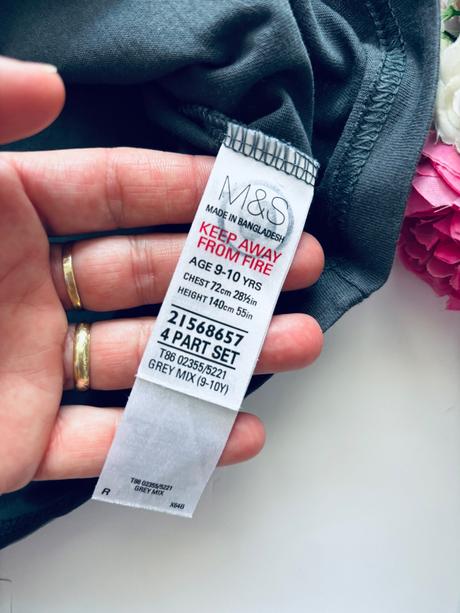 M&S
MADE IN BANGLADESH
KEEP AWAY
FROM FIRE
AGE 9-10 YRS
CHEST 72cm 28½in
HEIGHT 140cm 55in
21568657
4 PART SET
T86 02355/5221
GREY MIX (9-10Y)
T86 02355/5221
GREY MIX
R X64B